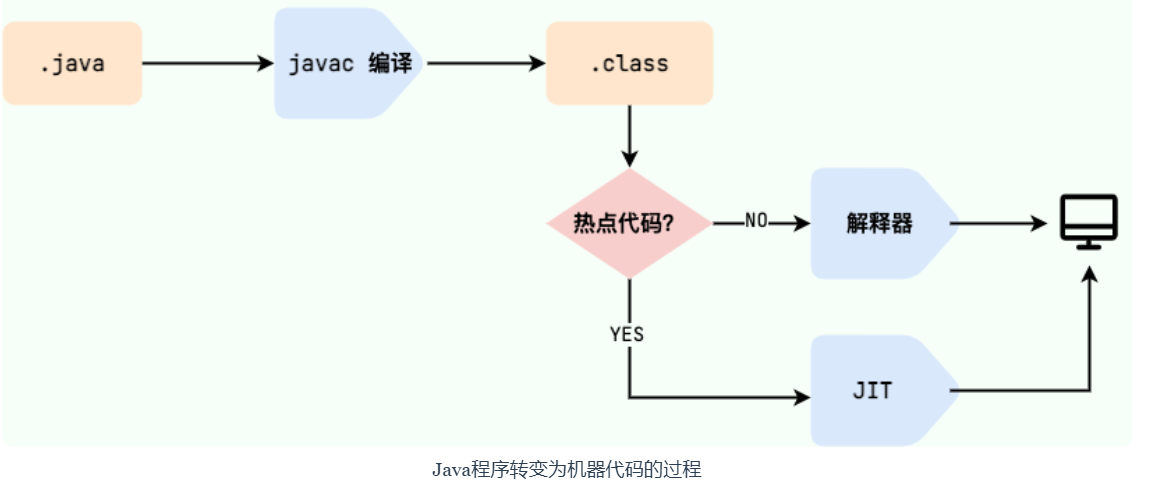 .java
javac 编译
.class
热点代码?
NO
解释器
YES
JIT
Java程序转变为机器代码的过程